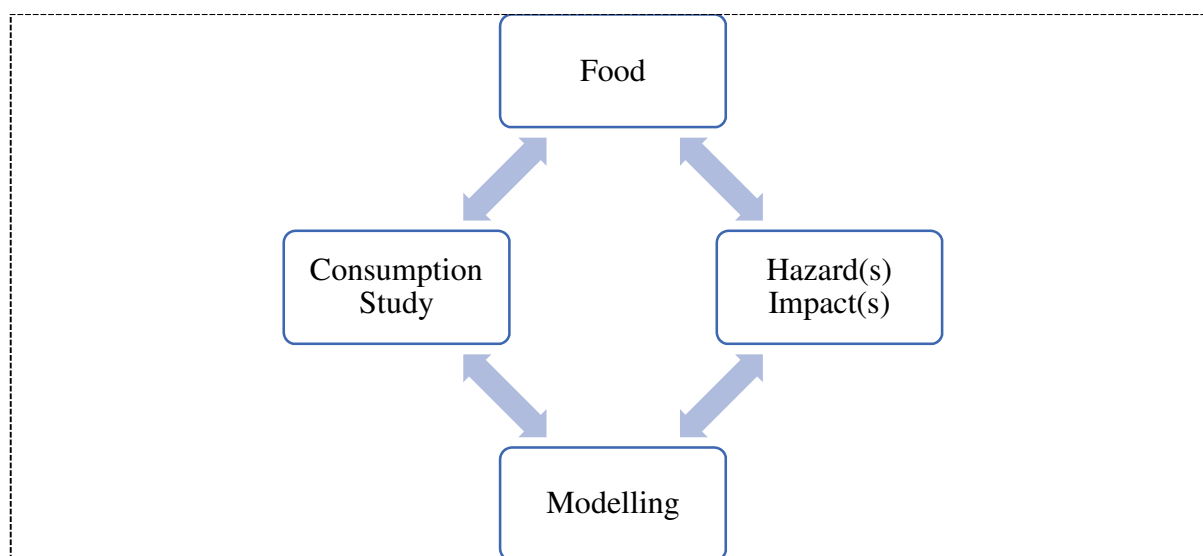 Food
Consumption
Study
Hazard(s)
Impact(s)
Modelling